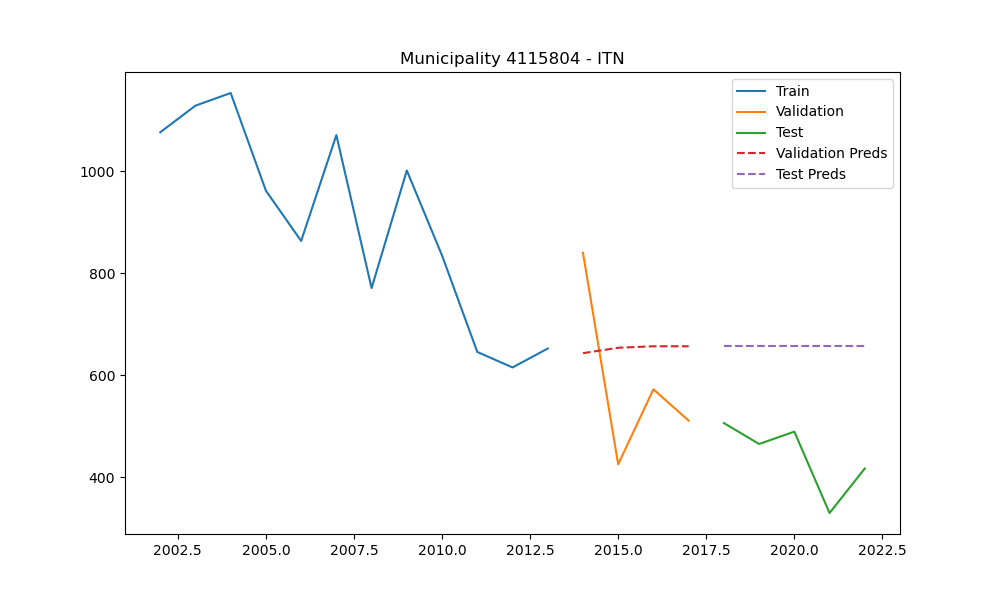 Municipality 4115804 - ITN
Train
Validation
Test
Validation Preds
Test Preds
1000
800
600
400
2002.5 2005.0 2007.5 2010.0 2012.5 2015.0 2017.5 2020.0 2022.5